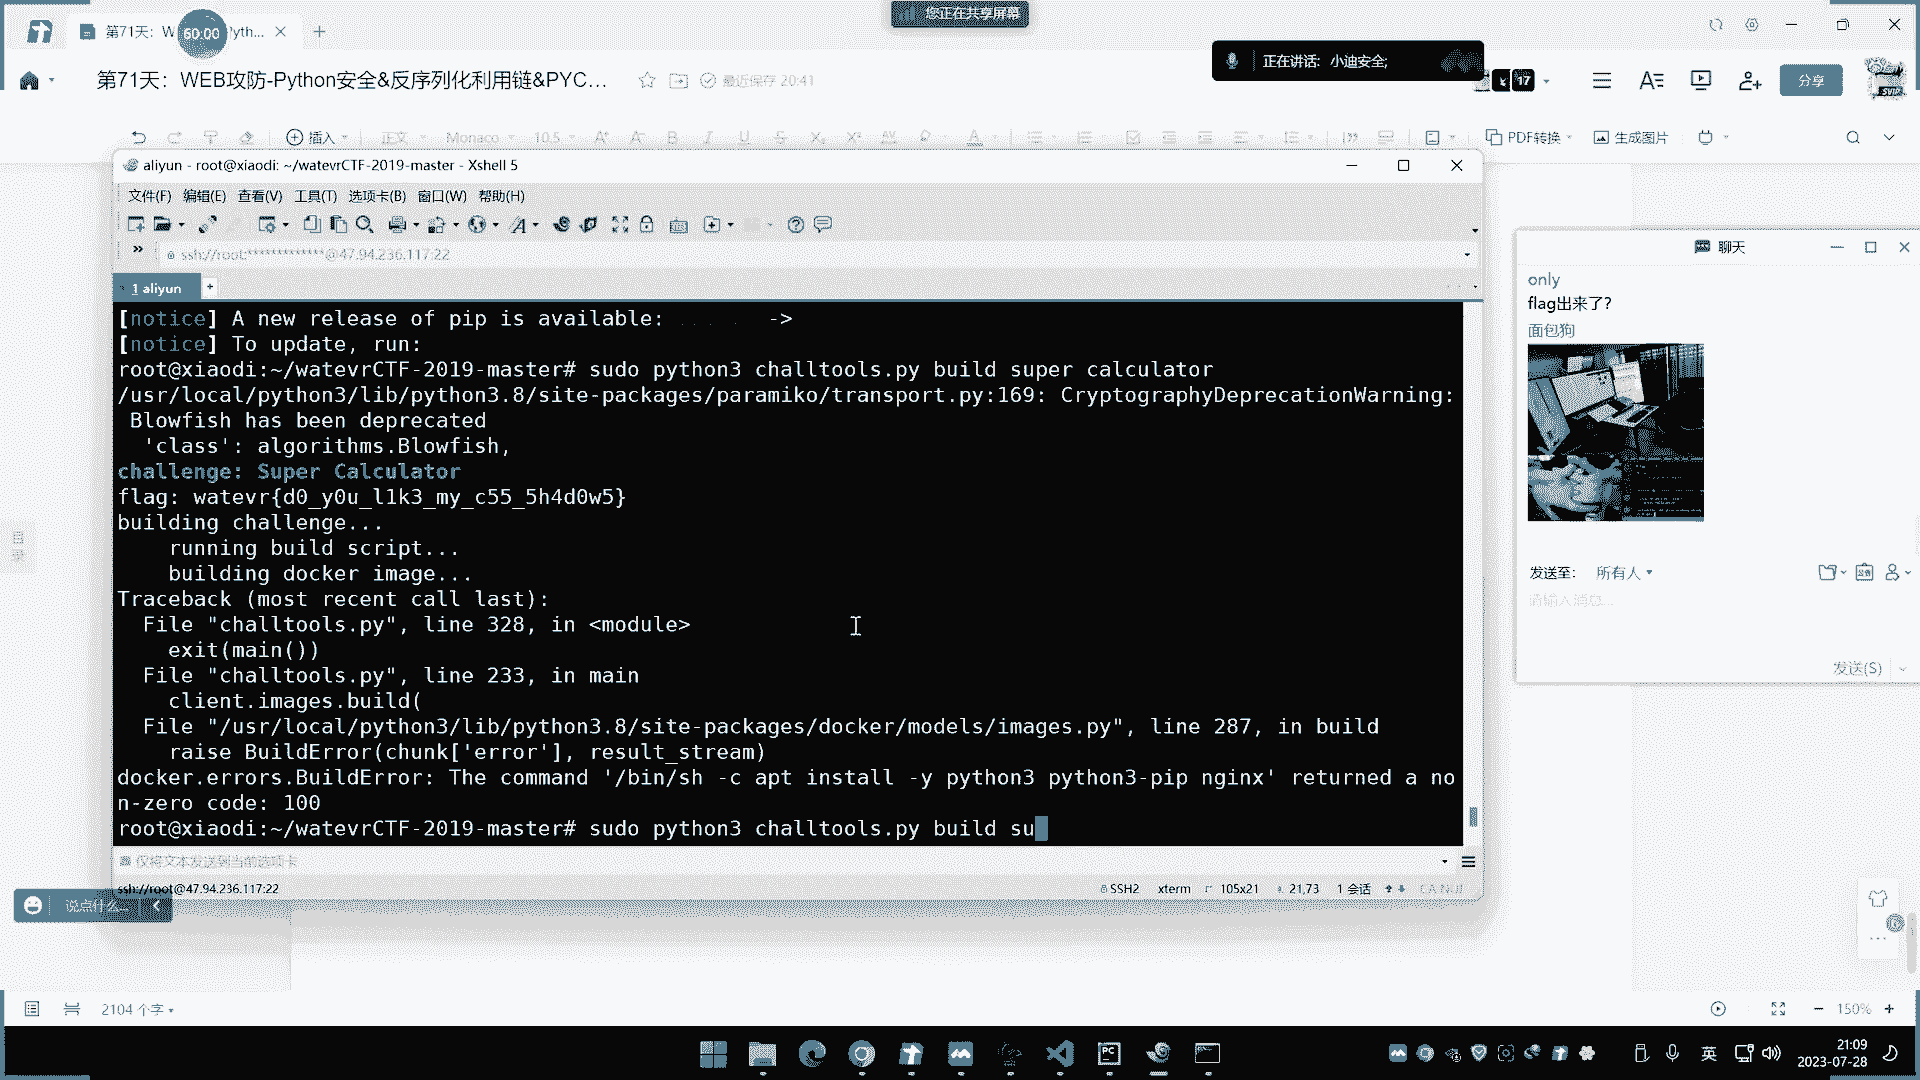 您正在共享屏幕
第71天：W
60:00
yth...
正在讲话: 小迪安全;
第71天：WEB攻防-Python安全&反序列化利用链&PYC...
最近保存 20:41
17
分享
SVIP
插入
正文
Monaco
10.5
PDF转换
生成图片
aliyun - root@xiaodi: ~/watevrCTF-2019-master - Xshell 5
文件(F) 编辑(E) 查看(V) 工具(T) 选项卡(B) 窗口(W) 帮助(H)
ssh://root:*************@47.94.236.117:22
1 aliyun
[notice] A new release of pip is available: ->
[notice] To update, run:
root@xiaodi:~/watevrCTF-2019-master# sudo python3 challtools.py build super calculator
/usr/local/python3/lib/python3.8/site-packages/paramiko/transport.py:169: CryptographyDeprecationWarning:
Blowfish has been deprecated
'class': algorithms.Blowfish,
challenge: Super Calculator
flag: watevr{d0_y0u_l1k3_my_c55_5h4d0w5}
building challenge...
running build script...
building docker image...
Traceback (most recent call last):
File "challtools.py", line 328, in <module>
exit(main())
File "challtools.py", line 233, in main
client.images.build(
File "/usr/local/python3/lib/python3.8/site-packages/docker/models/images.py", line 287, in build
raise BuildError(chunk['error'], result_stream)
docker.errors.BuildError: The command '/bin/sh -c apt install -y python3 python3-pip nginx' returned a no
n-zero code: 100
root@xiaodi:~/watevrCTF-2019-master# sudo python3 challtools.py build su
仅将文本发送到当前选项卡
ssh://root@47.94.236.117:22
SSH2 xterm 105x21 21,73 1 会话 CAP NUM
聊天
only
flag出来了?
面包狗
发送至: 所有人
请输入消息...
发送(S)
目录
说点什么...
2104 个字
150%
英
21:09
2023-07-28